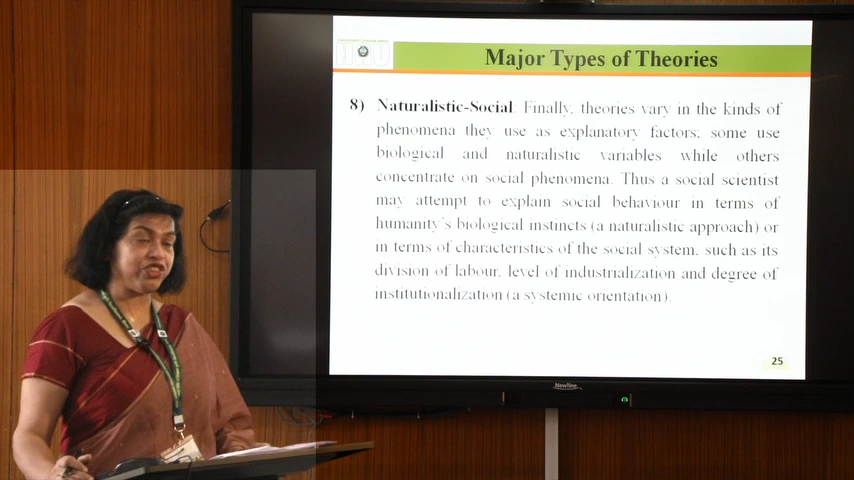 Major Types of Theories
8) Naturalistic-Social. Finally, theories vary in the kinds of
phenomena they use as explanatory factors; some use
biological and naturalistic variables while others
concentrate on social phenomena. Thus a social scientist
may attempt to explain social behaviour in terms of
humanity's biological instincts (a naturalistic approach) or
in terms of characteristics of the social system, such as its
division of labour, level of industrialization and degree of
institutionalization (a systemic orientation).
25
Newline